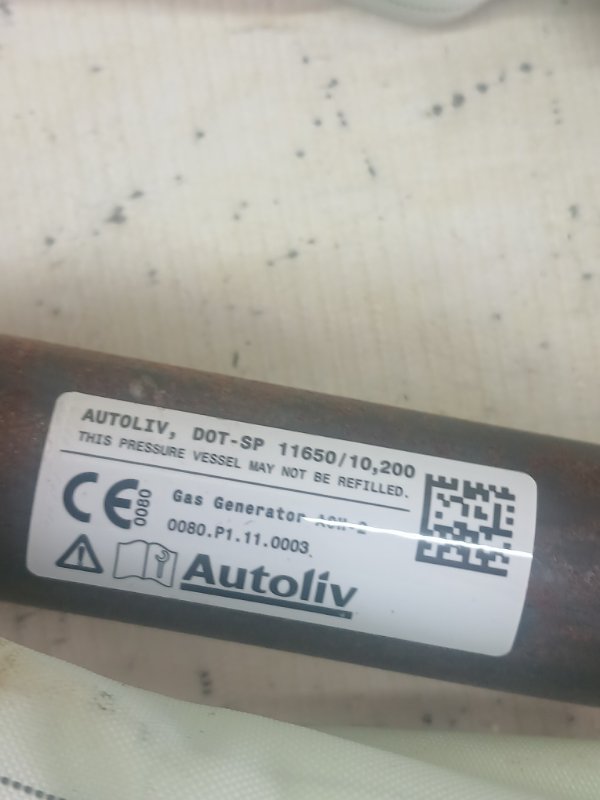 AUTOLIV, DOT-SP 11650/10,200
THIS PRESSURE VESSEL MAY NOT BE REFILLED.
CE 0080
Gas Generator
0080.P1.11.0003
Autoliv